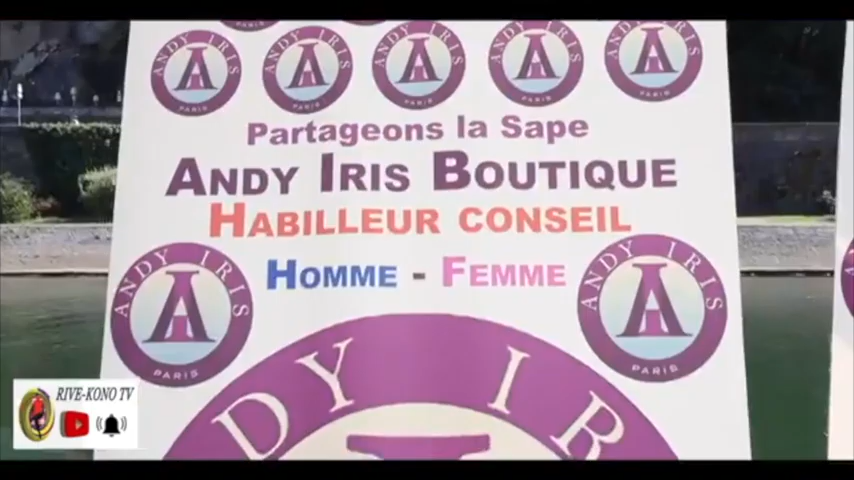 ANDY IRIS PARIS
ANDY IRIS PARIS
ANDY IRIS PARIS
ANDY IRIS PARIS
ANDY IRIS PARIS
Partageons la Sape
ANDY IRIS BOUTIQUE
HABILLEUR CONSEIL
HOMME - FEMME
ANDY IRIS PARIS
ANDY IRIS PARIS
ANDY IR
RIVE-KONO TV